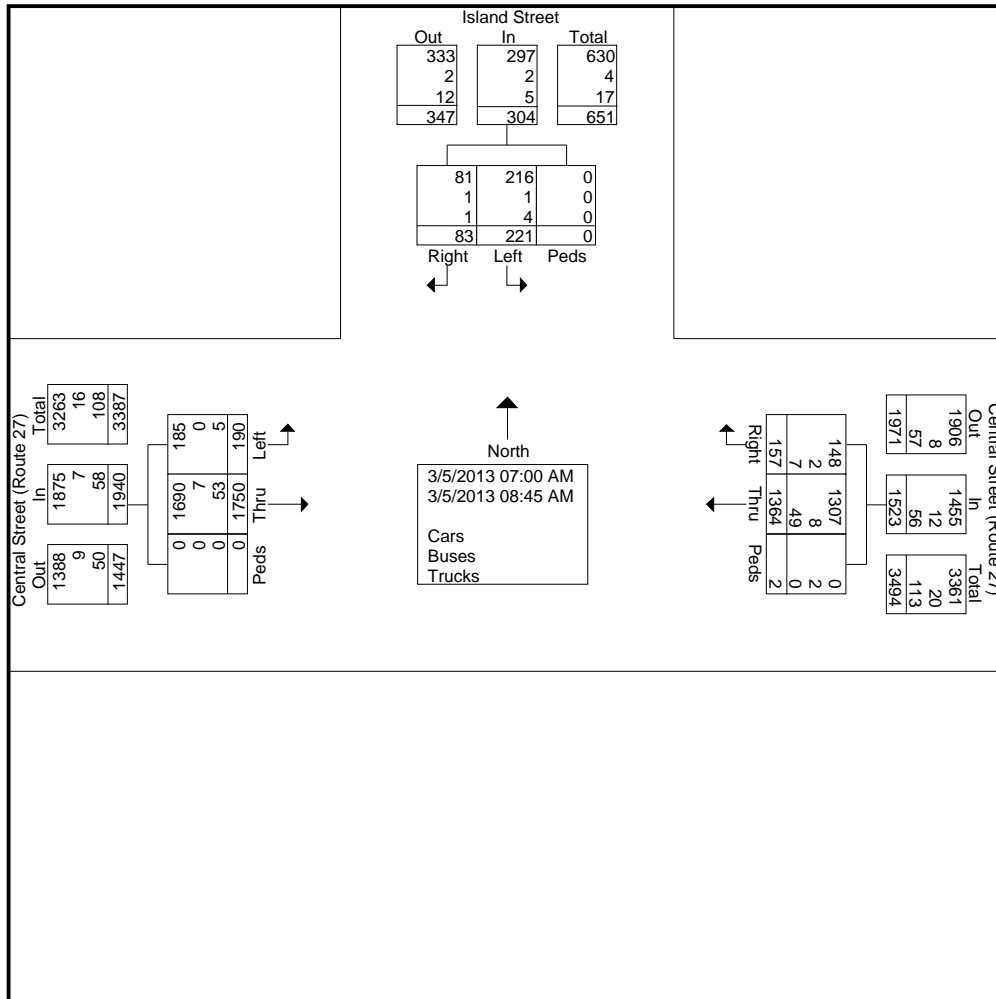 Island Street
Out In Total
333 297 630
2 2 4
12 5 17
347 304 651
81 216 0
1 1 0
1 4 0
83 221 0
Right Left Peds
Central Street (Route 27)
Total
3263
16
108
3387
In
1875
7
58
1940
Out
1388
9
50
1447
Left
185
0
5
190
Thru
1690
7
53
1750
Peds
0
0
0
0
North
3/5/2013 07:00 AM
3/5/2013 08:45 AM
Cars
Buses
Trucks
Right
148
2
7
157
Thru
1307
8
49
1364
Peds
0
2
0
2
Central Street (Route 27)
Out
1906
8
57
1971
In
1455
12
56
1523
Total
3361
20
113
3494